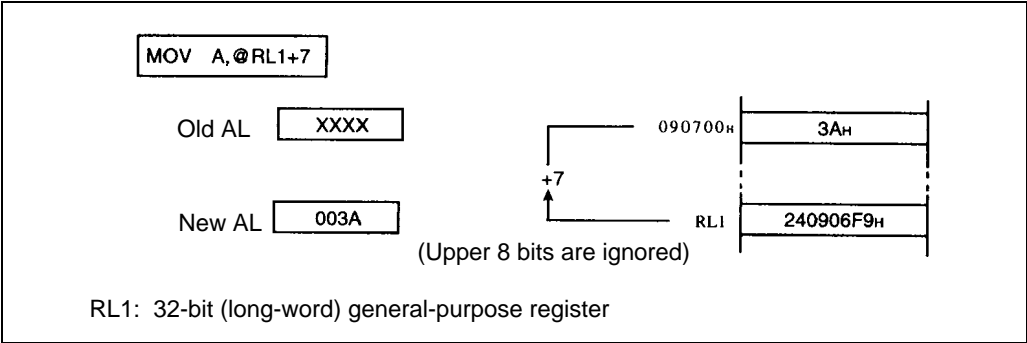 MOV A,@RL1+7
Old AL XXXX
090700H 3AH
+7
New AL 003A
RL1 240906F9H
(Upper 8 bits are ignored)
RL1: 32-bit (long-word) general-purpose register